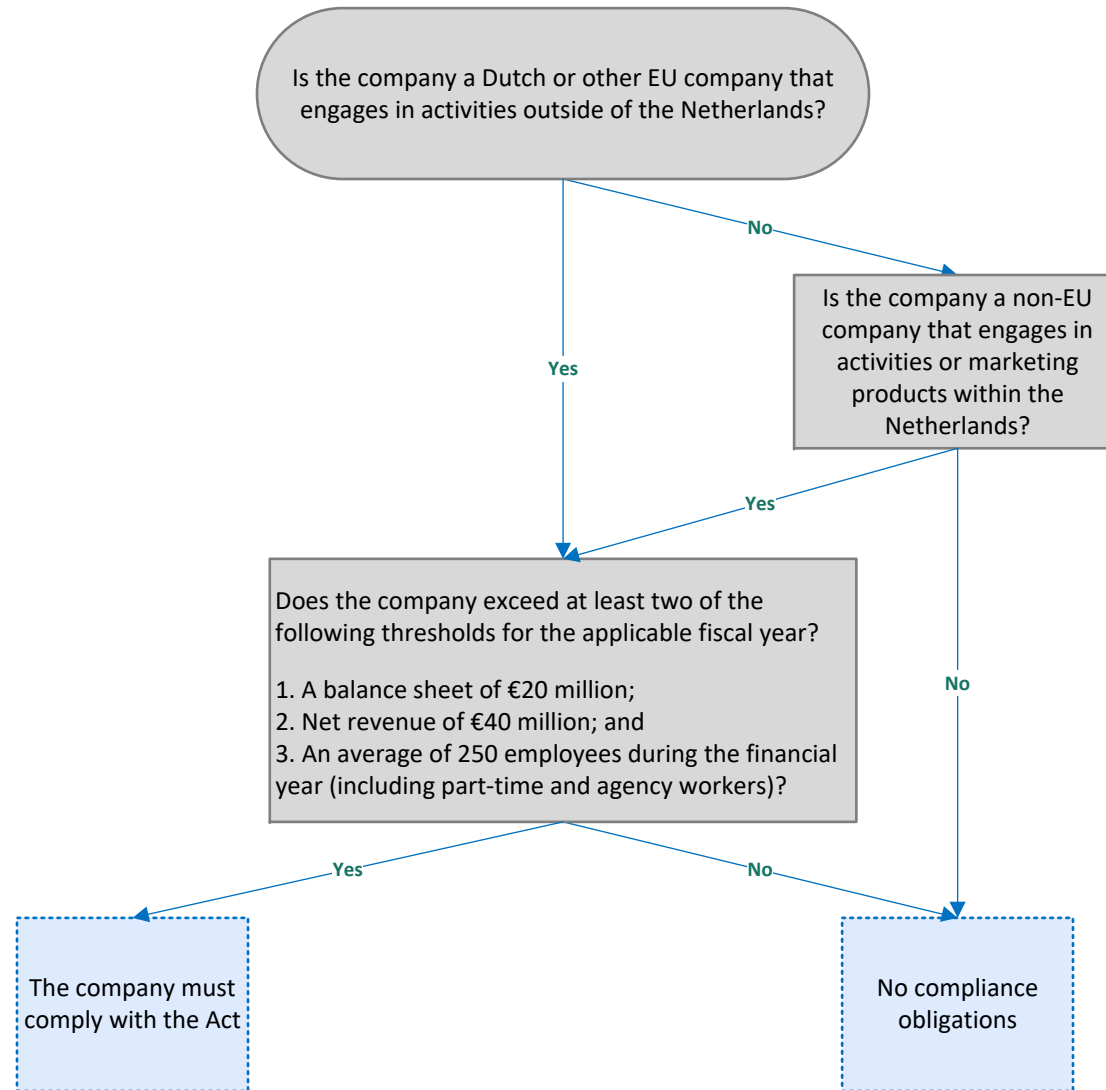 Is the company a Dutch or other EU company that
engages in activities outside of the Netherlands?
No
Is the company a non-EU
company that engages in
activities or marketing
products within the
Netherlands?
Yes
Yes
Does the company exceed at least two of the
following thresholds for the applicable fiscal year?
1. A balance sheet of €20 million;
2. Net revenue of €40 million; and
3. An average of 250 employees during the financial
year (including part-time and agency workers)?
No
Yes
No
The company must
comply with the Act
No compliance
obligations